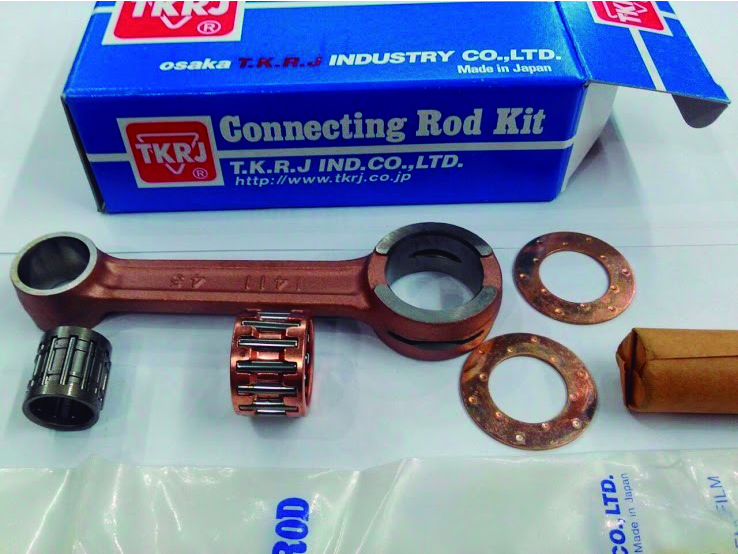 TKRJ
®
TKRJ
osaka T.K.R.J INDUSTRY CO.,LTD.
Made in Japan
TKRJ
®
Connecting Rod Kit
T.K.R.J IND.CO.,LTD.
http://www.tkrj.co.jp
1411
ROD
CO., LTD.
Made in Japan
FILM